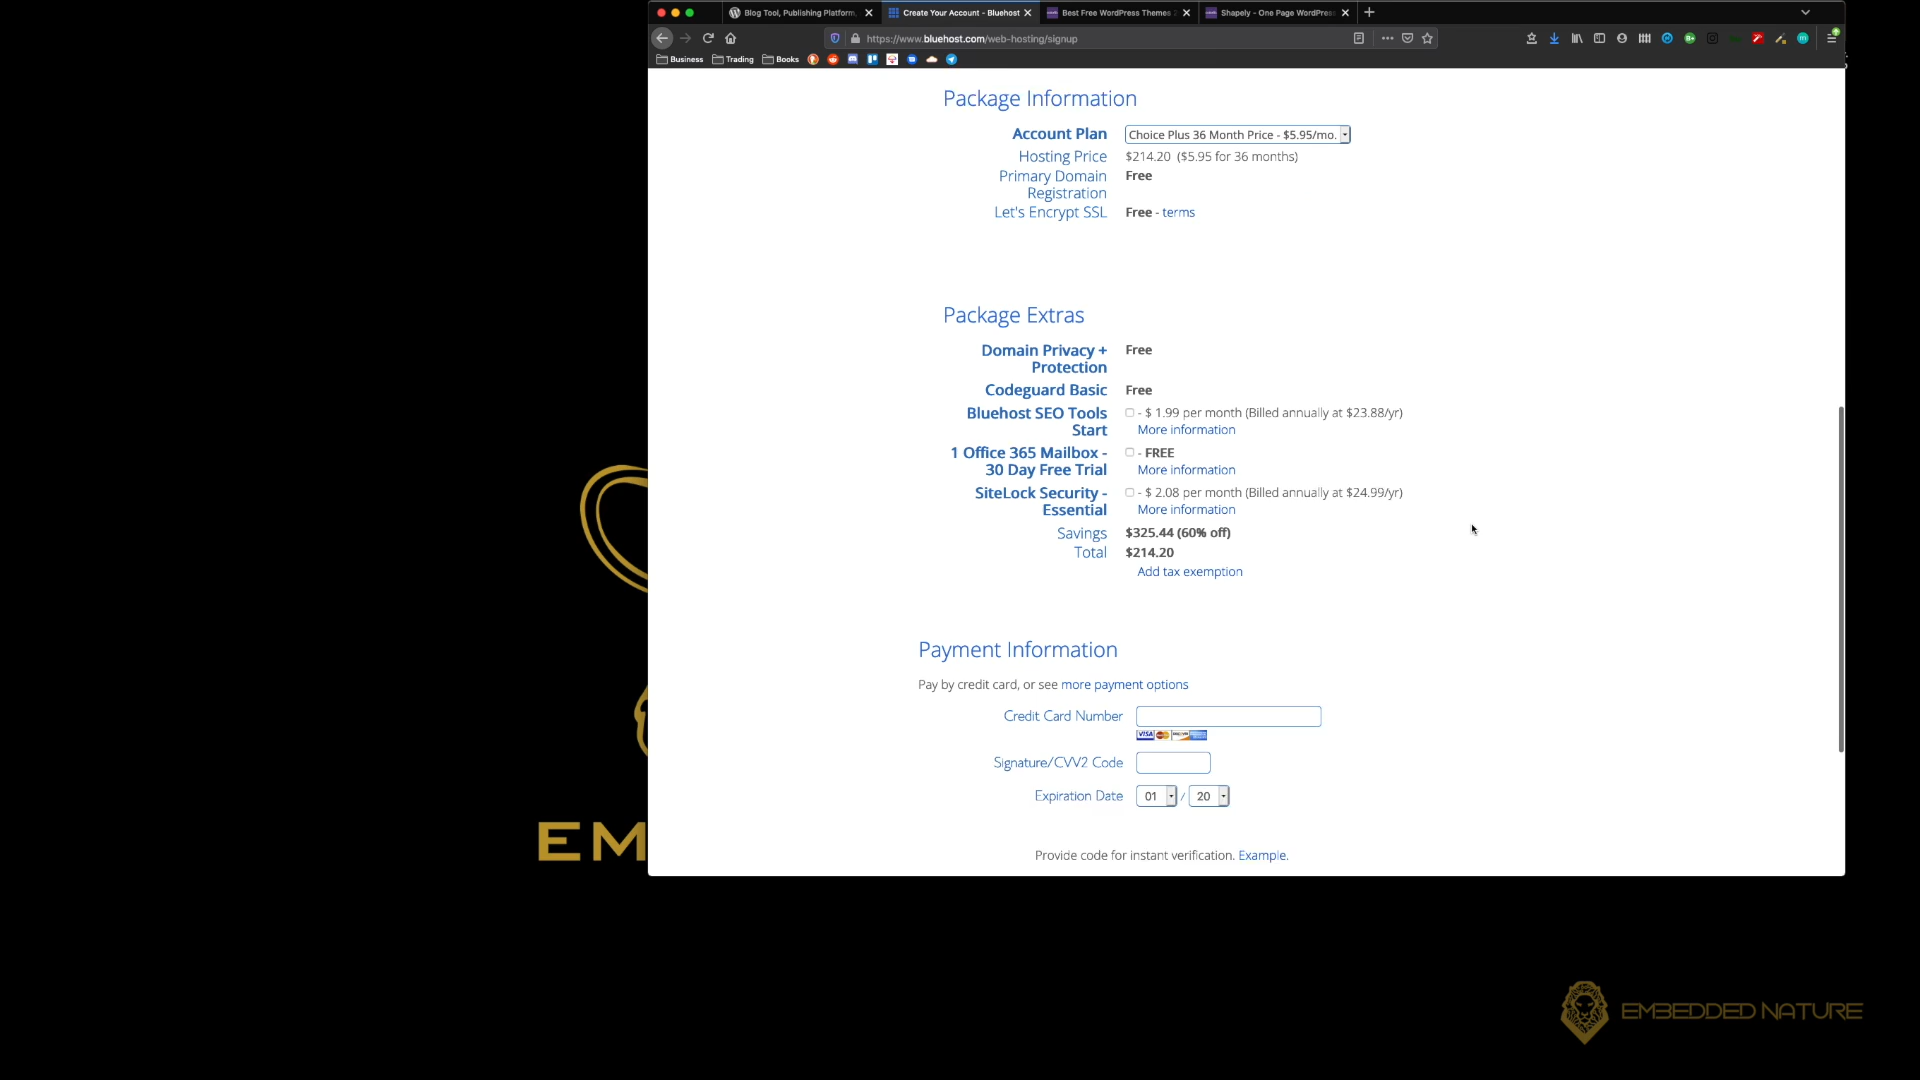 Blog Tool, Publishing Platform,
Create Your Account - Bluehost
Best Free WordPress Themes
Shapely - One Page WordPress
https://www.bluehost.com/web-hosting/signup
Business
Trading
Books
Package Information
Account Plan
Choice Plus 36 Month Price - $5.95/mo.
Hosting Price
$214.20 ($5.95 for 36 months)
Primary Domain
Registration
Free
Let's Encrypt SSL
Free - terms
Package Extras
Domain Privacy +
Protection
Free
Codeguard Basic
Free
Bluehost SEO Tools
Start
- $ 1.99 per month (Billed annually at $23.88/yr)
More information
1 Office 365 Mailbox -
30 Day Free Trial
- FREE
More information
SiteLock Security -
Essential
- $ 2.08 per month (Billed annually at $24.99/yr)
More information
Savings
$325.44 (60% off)
Total
$214.20
Add tax exemption
Payment Information
Pay by credit card, or see more payment options
Credit Card Number
VISA
Signature/CVV2 Code
Expiration Date
01 / 20
Provide code for instant verification. Example.
EM
EMBEDDED NATURE